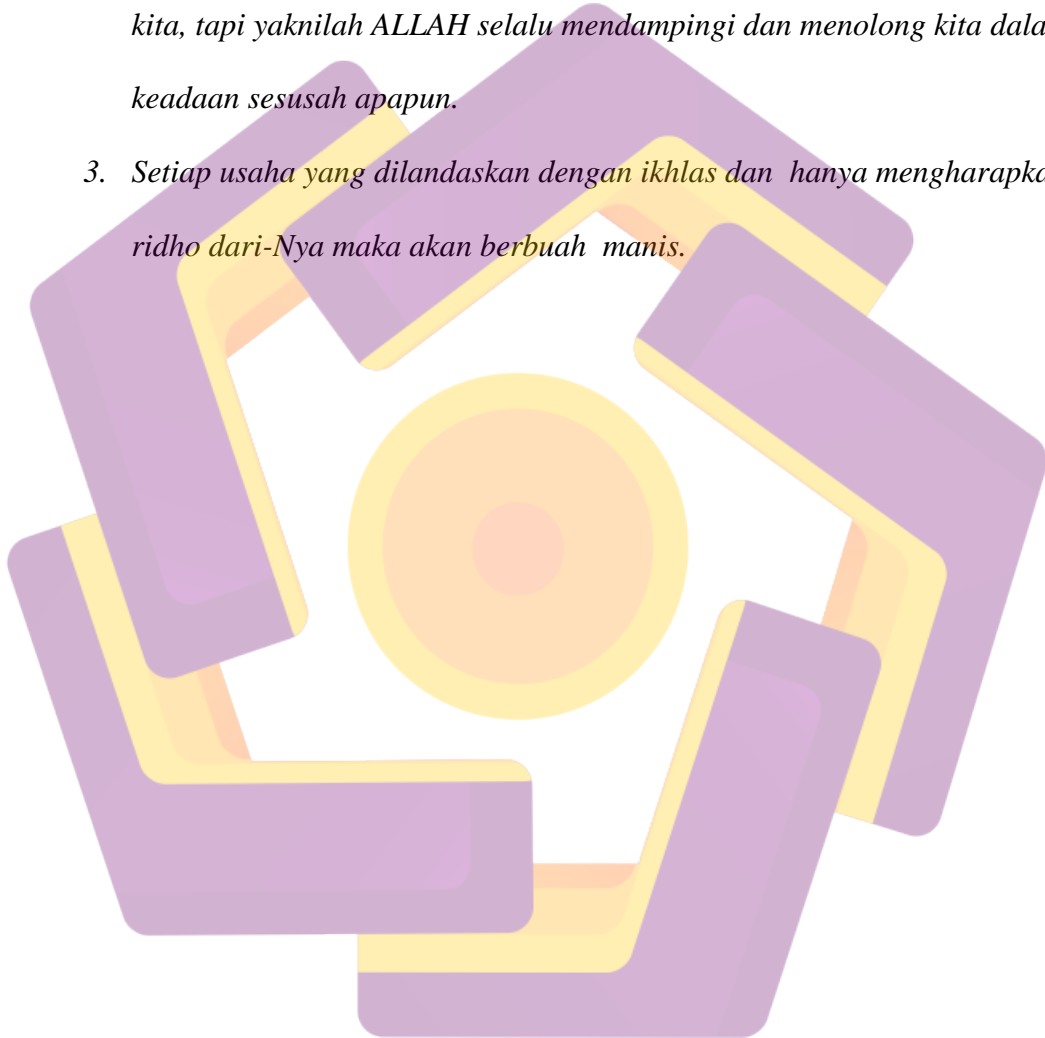 kita, tapi yaknilah ALLAH selalu mendampingi dan menolong kita dala
keadaan sesusah apapun.
3. Setiap usaha yang dilandaskan dengan ikhlas dan hanya mengharapka
ridho dari-Nya maka akan berbuah manis.